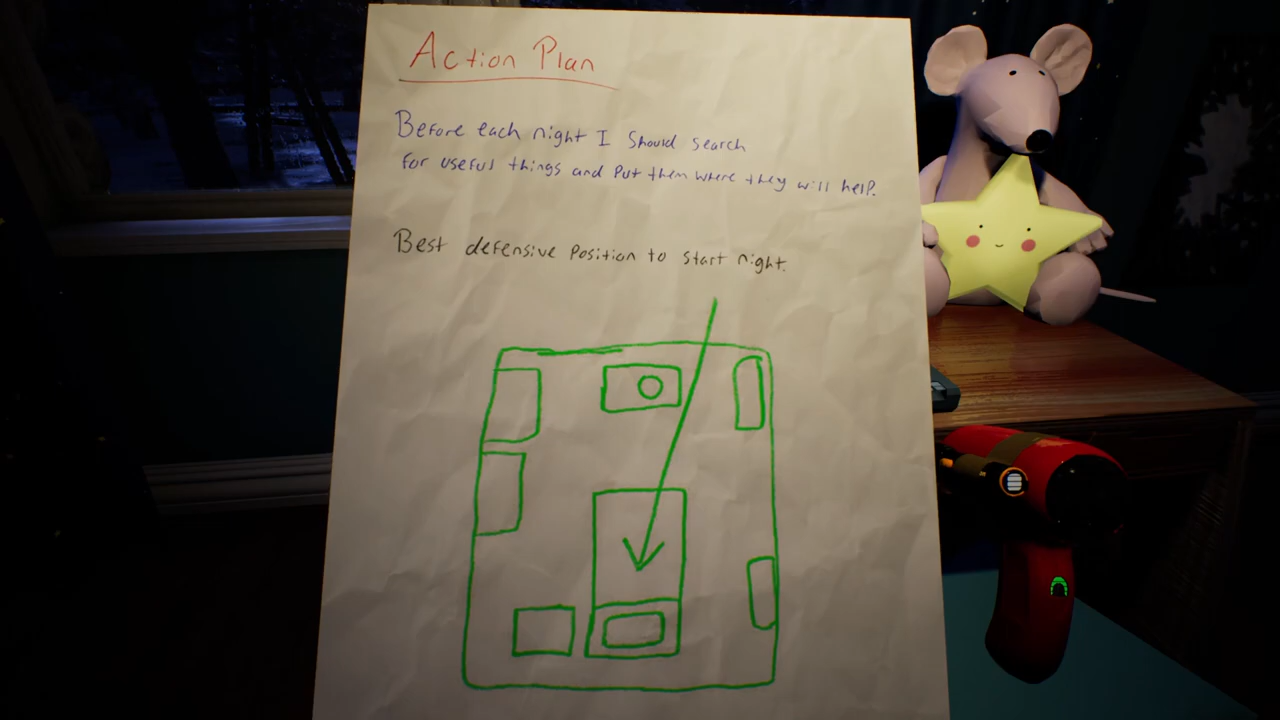 Action Plan
Before each night I should search
for useful things and put them where they will help.
Best defensive position to start night.